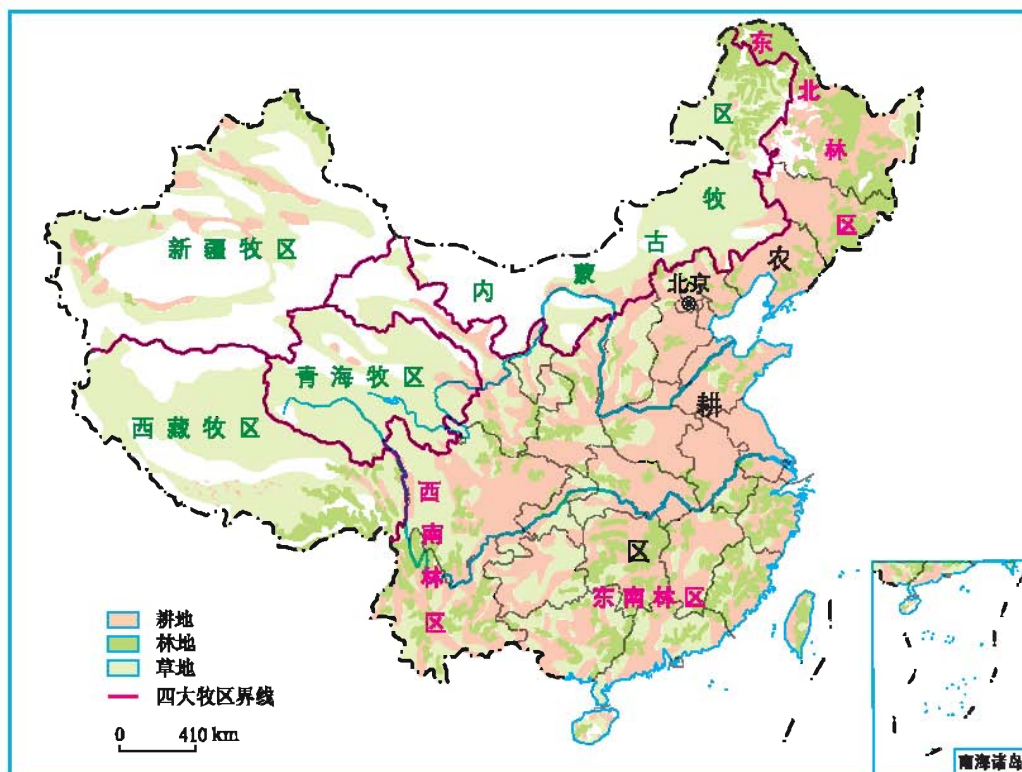 东北林区
内蒙古牧区
新疆牧区
农耕区
北京
青海牧区
西藏牧区
西南林区
东南林区
耕地
林地
草地
四大牧区界线
0 410 km
南海诸岛